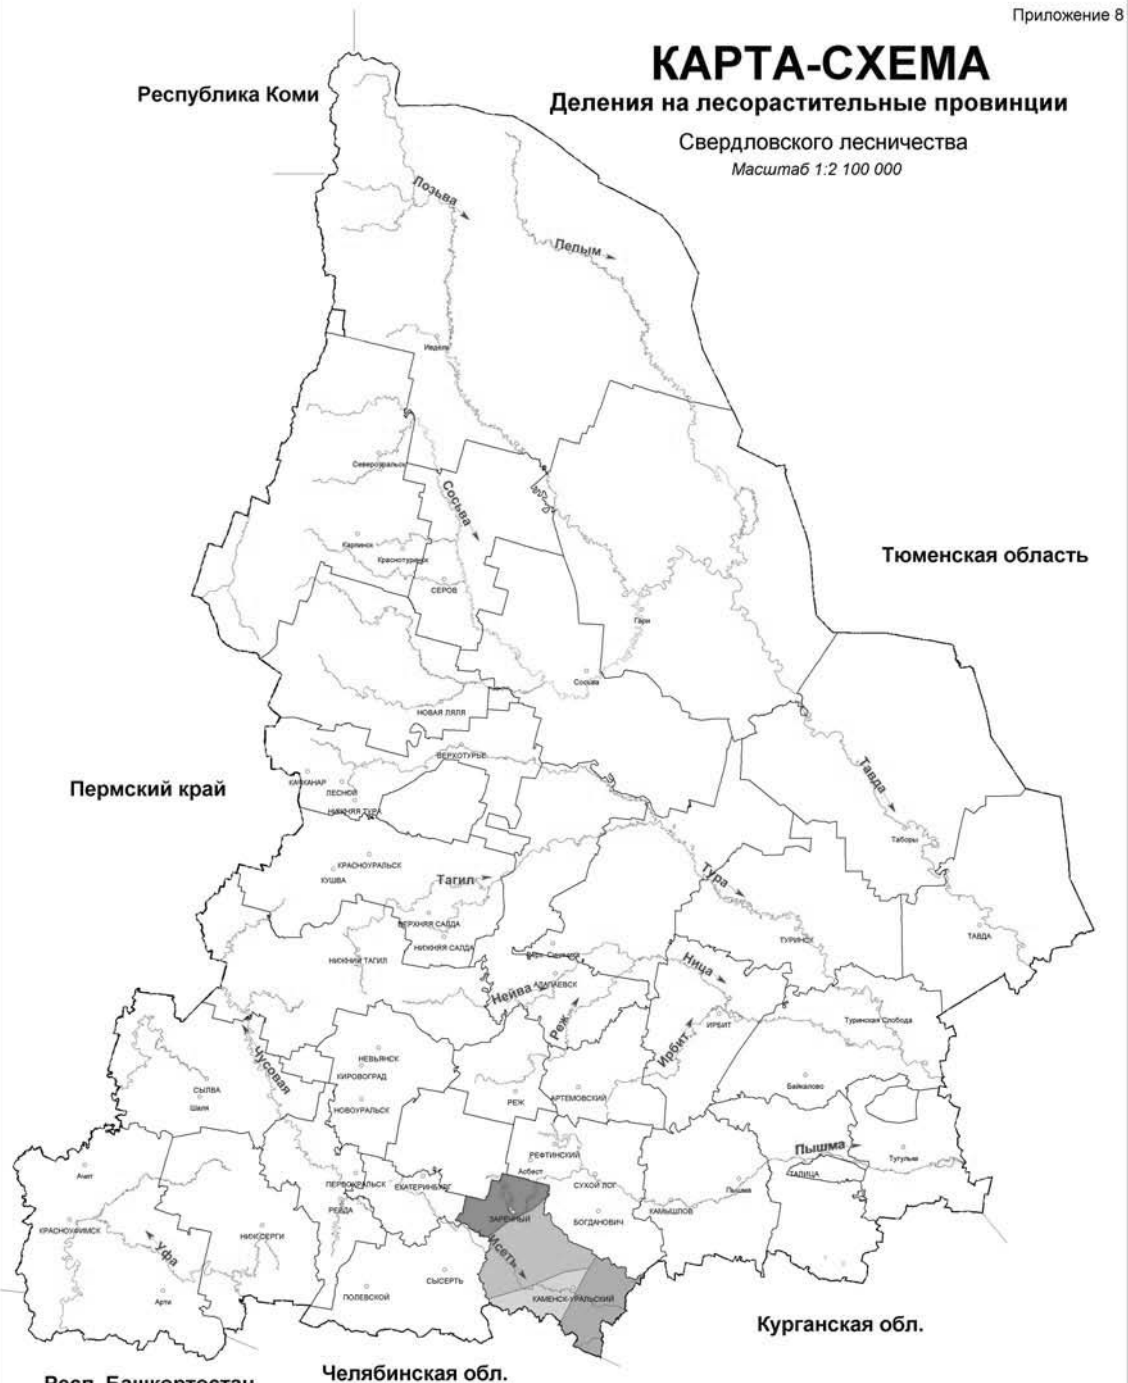 Приложение 8
КАРТА-СХЕМА
Деления на лесорастительные провинции
Свердловского лесничества
Масштаб 1:2 100 000
Республика Коми
Лозьва
Пелым
Ивдель
Североуральск
Сосьва
Карпинск
Краснотурьинск
СЕРОВ
Тюменская область
Гари
Сосьва
НОВАЯ ЛЯЛЯ
ВЕРХОТУРЬЕ
Пермский край
КАЧКАНАР
ЛЕСНОЙ
НИЖНЯЯ ТУРА
Тавда
Таборы
КРАСНОУРАЛЬСК
КУШВА
Тагил
Тура
ВЕРХНЯЯ САЛДА
НИЖНЯЯ САЛДА
ТУРИНСК
ТАВДА
НИЖНИЙ ТАГИЛ
Ница
Нейва
АЛАПАЕВСК
Реж
Ирбит
ИРБИТ
Туринская Слобода
Чусовая
НЕВЬЯНСК
КИРОВОГРАД
СЫЛВА
Шаля
НОВОУРАЛЬСК
РЕЖ
АРТЕМОВСКИЙ
Байкалово
Пышма
РЕФТИНСКИЙ
Тугулым
Ачит
Асбест
ТАЛИЦА
ПЕРВОУРАЛЬСК
ЕКАТЕРИНБУРГ
СУХОЙ ЛОГ
Пышма
РЕВДА
ЗАРЕЧНЫЙ
БОГДАНОВИЧ
КАМЫШЛОВ
КРАСНОУФИМСК
Уфа
НИЖ.СЕРГИ
Исеть
СЫСЕРТЬ
ПОЛЕВСКОЙ
КАМЕНСК-УРАЛЬСКИЙ
Арти
Курганская обл.
Челябинская обл.
Респ. Башкортостан